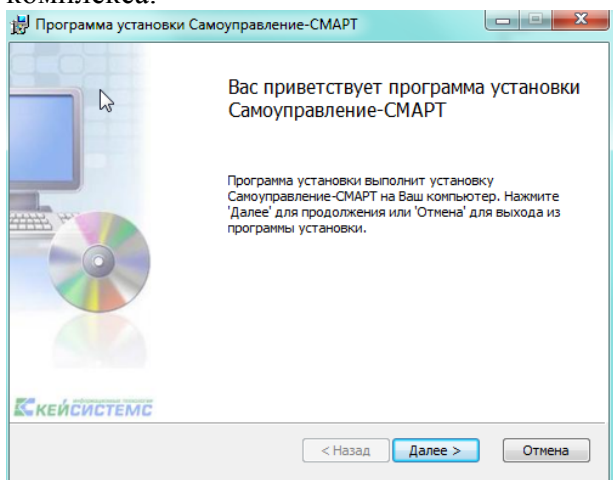 комплекса.
Программа установки Самоуправление-СМАРТ
Вас приветствует программа установки
Самоуправление-СМАРТ
Программа установки выполнит установку
Самоуправление-СМАРТ на Ваш компьютер. Нажмите
'Далее' для продолжения или 'Отмена' для выхода из
программы установки.
КЕЙСИСТЕМС
< Назад
Далее >
Отмена